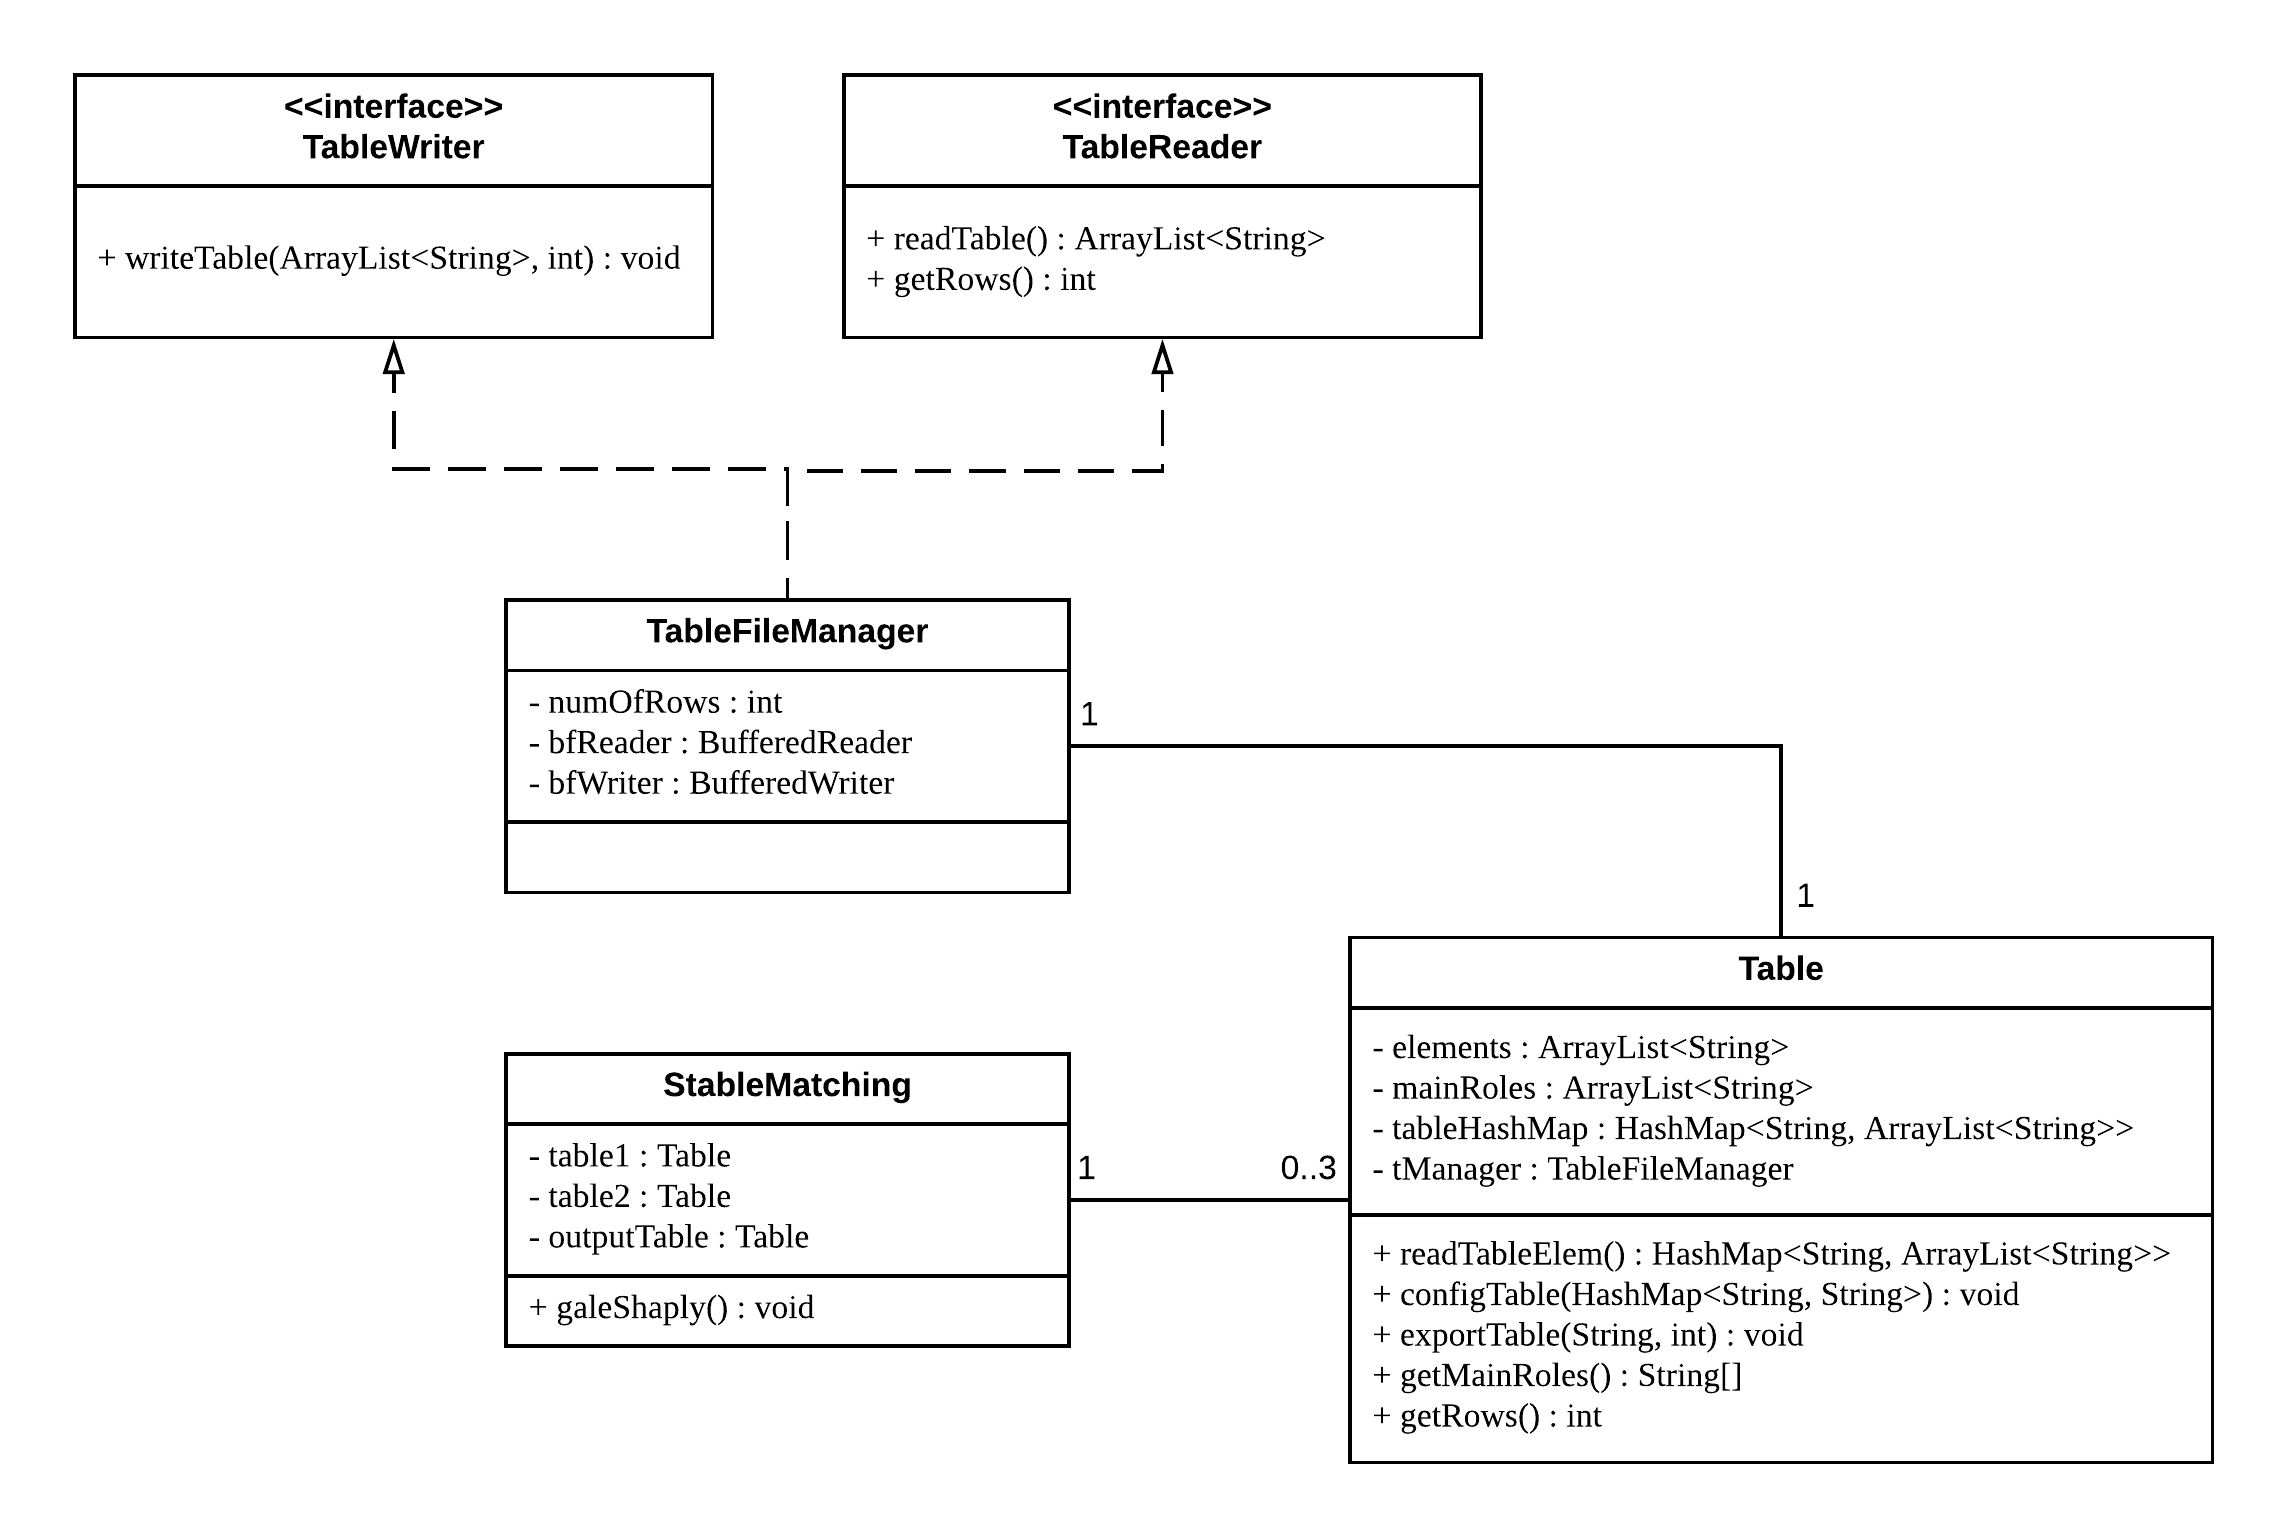 <<interface>>
TableWriter
+ writeTable(ArrayList<String>, int) : void
<<interface>>
TableReader
+ readTable() : ArrayList<String>
+ getRows() : int
TableFileManager
- numOfRows : int
- bfReader : BufferedReader
- bfWriter : BufferedWriter
1
1
Table
- elements : ArrayList<String>
- mainRoles : ArrayList<String>
- tableHashMap : HashMap<String, ArrayList<String>>
- tManager : TableFileManager
+ readTableElem() : HashMap<String, ArrayList<String>>
+ configTable(HashMap<String, String>) : void
+ exportTable(String, int) : void
+ getMainRoles() : String[]
+ getRows() : int
StableMatching
- table1 : Table
- table2 : Table
- outputTable : Table
+ galeShaply() : void
1
0..3